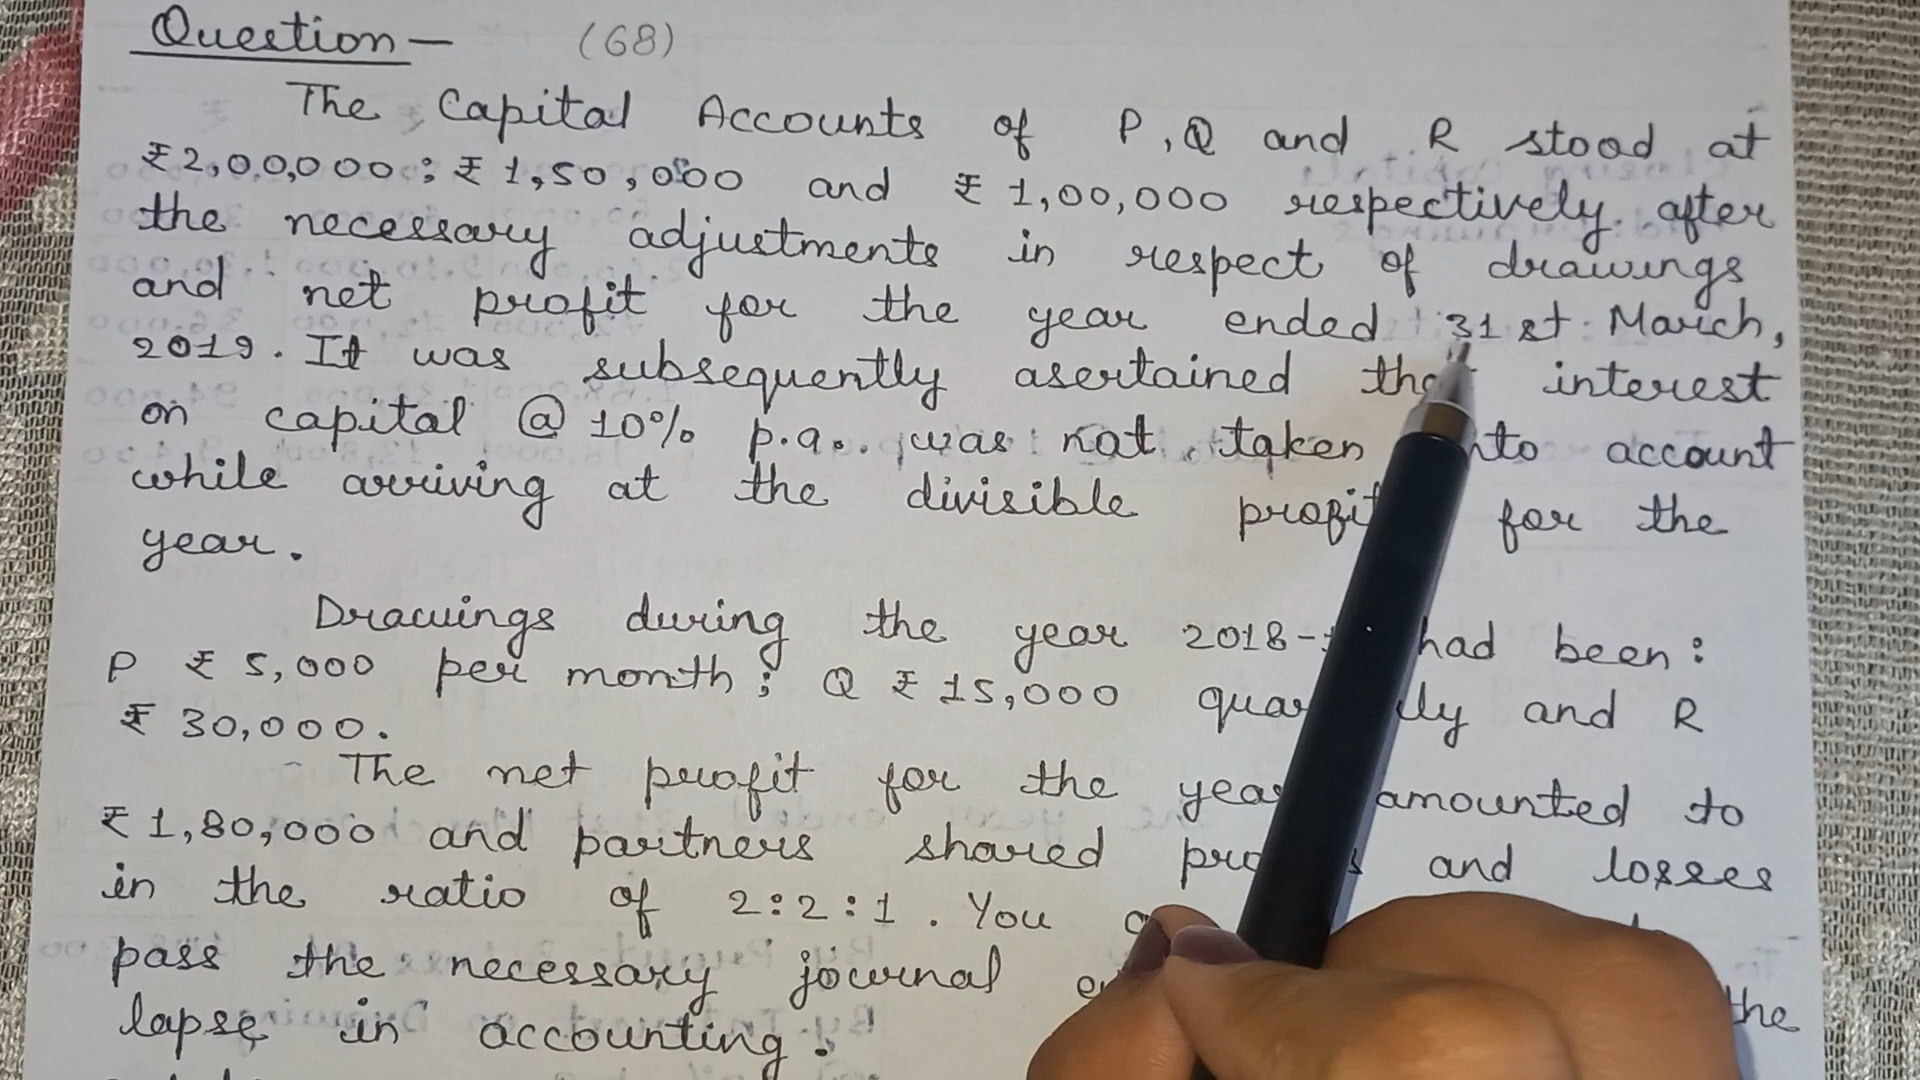 Question - (68)
The Capital Accounts of P, Q and R stood at
₹2,00,000; ₹1,50,000 and ₹1,00,000 respectively after
the necessary adjustments in respect of drawings
and net profit for the year ended 31st March,
2019. It was subsequently asertained that interest
on capital @ 10% p.a. was not taken into account
while arriving at the divisible profit for the
year.
Drawings during the year 2018- had been:
P ₹ 5,000 per month; Q ₹ 15,000 quarterly and R
₹ 30,000.
The net profit for the year amounted to
₹1,80,000 and partners shared profits and losses
in the ratio of 2:2:1. You
pass the necessary journal the
lapse in accounting.